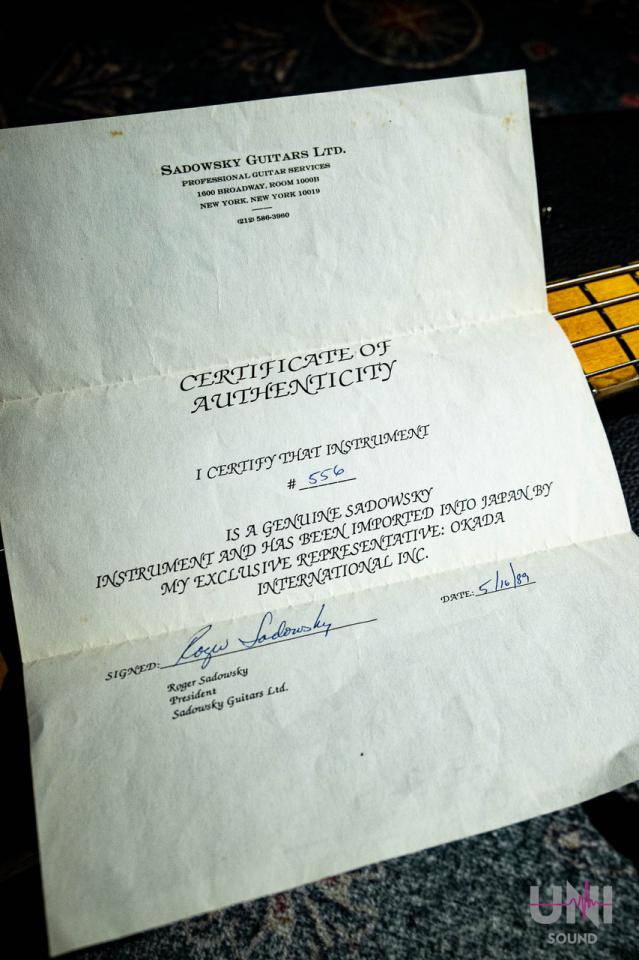 SADOWSKY GUITARS LTD.
PROFESSIONAL GUITAR SERVICES
1600 BROADWAY, ROOM 1000B
NEW YORK, NEW YORK 10019
(212) 586-3960
CERTIFICATE OF
AUTHENTICITY
I CERTIFY THAT INSTRUMENT
# 556
IS A GENUINE SADOWSKY
INSTRUMENT AND HAS BEEN IMPORTED INTO JAPAN BY
MY EXCLUSIVE REPRESENTATIVE: OKADA
INTERNATIONAL INC.
DATE: 5/16/89
SIGNED: Roger Sadowsky
Roger Sadowsky
President
Sadowsky Guitars Ltd.
UNI
SOUND